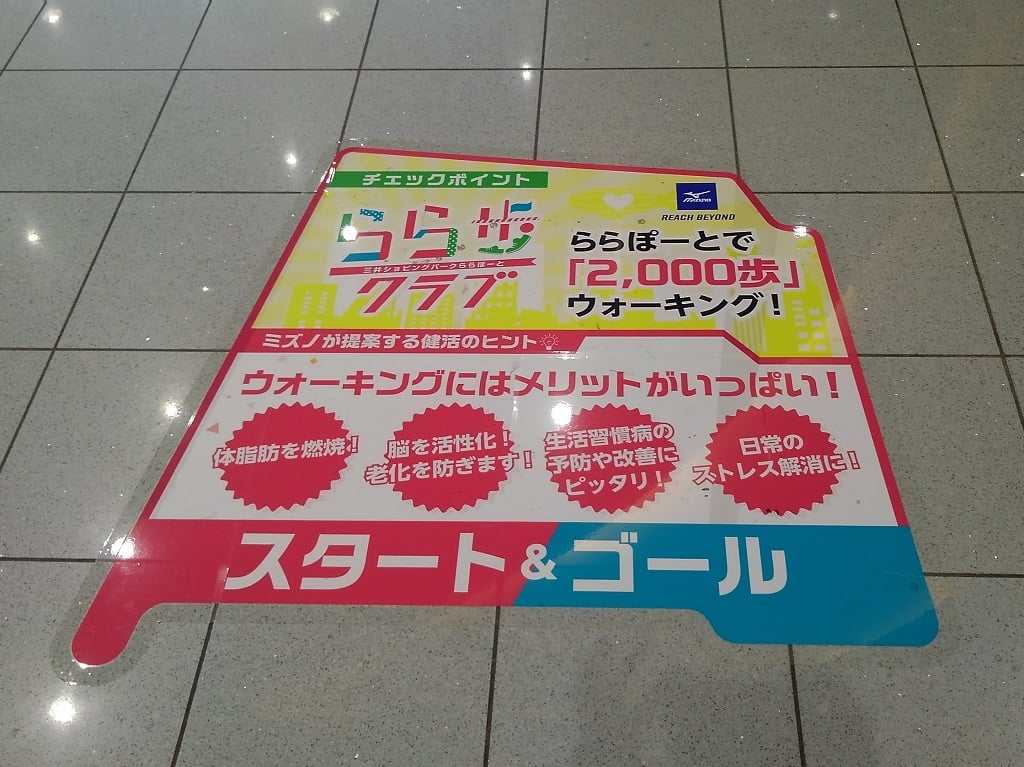 チェックポイント
らら歩
三井ショッピングパークららぽーと
クラブ
MIZUNO
REACH BEYOND
ららぽーとで
「2,000歩」
ウォーキング！
ミズノが提案する健活のヒント
ウォーキングにはメリットがいっぱい！
体脂肪を燃焼！
脳を活性化！
老化を防ぎます！
生活習慣病の
予防や改善に
ピッタリ！
日常の
ストレス解消に！
スタート&ゴール